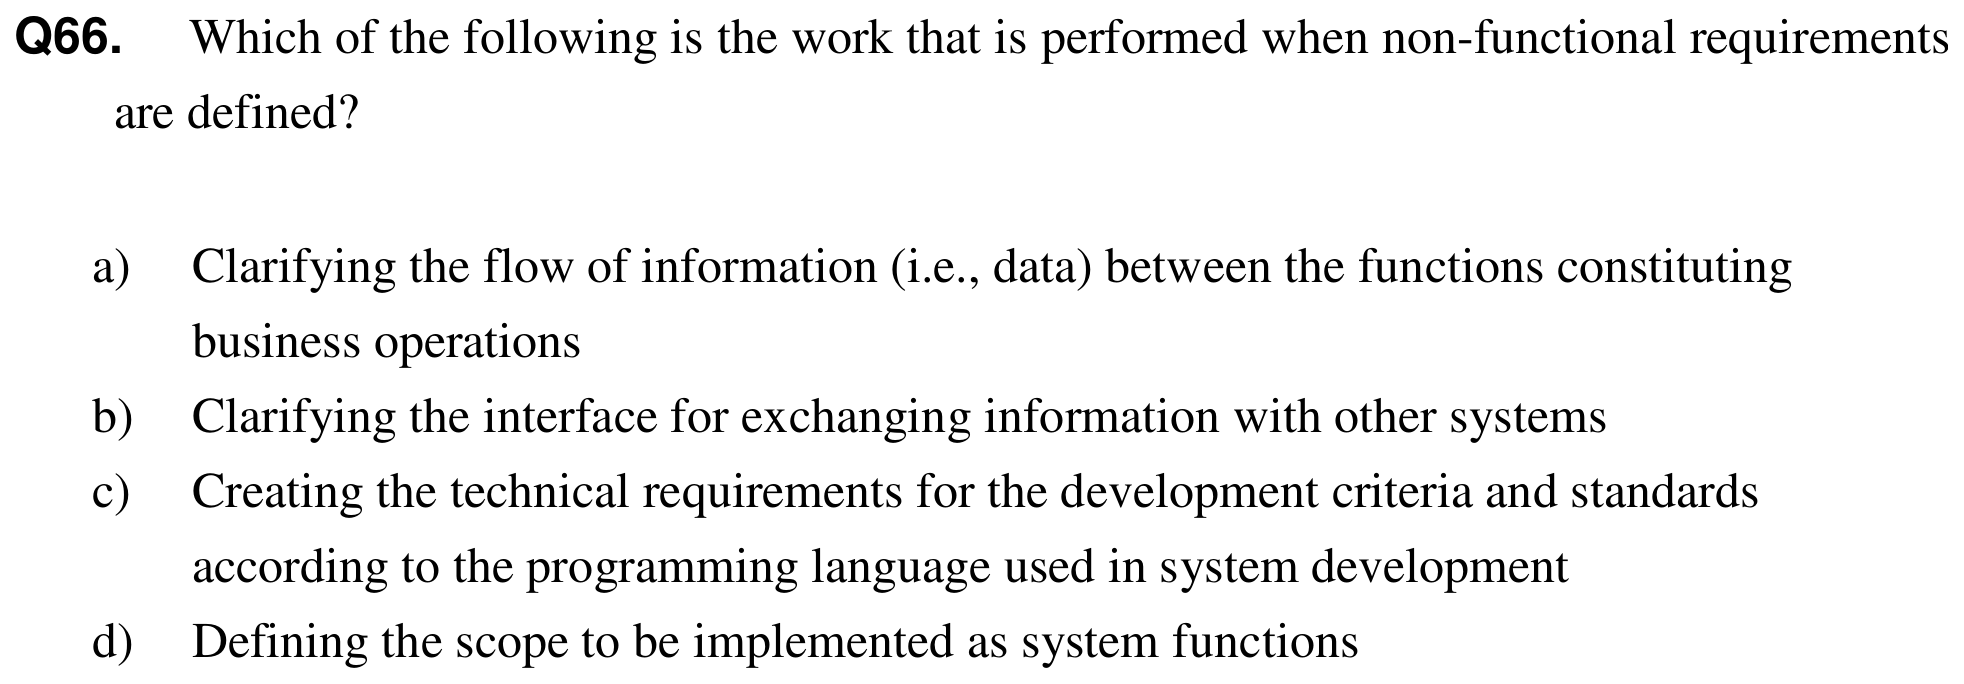 Q66. Which of the following is the work that is performed when non-functional requirements
are defined?
a) Clarifying the flow of information (i.e., data) between the functions constituting
business operations
b) Clarifying the interface for exchanging information with other systems
c) Creating the technical requirements for the development criteria and standards
according to the programming language used in system development
d) Defining the scope to be implemented as system functions